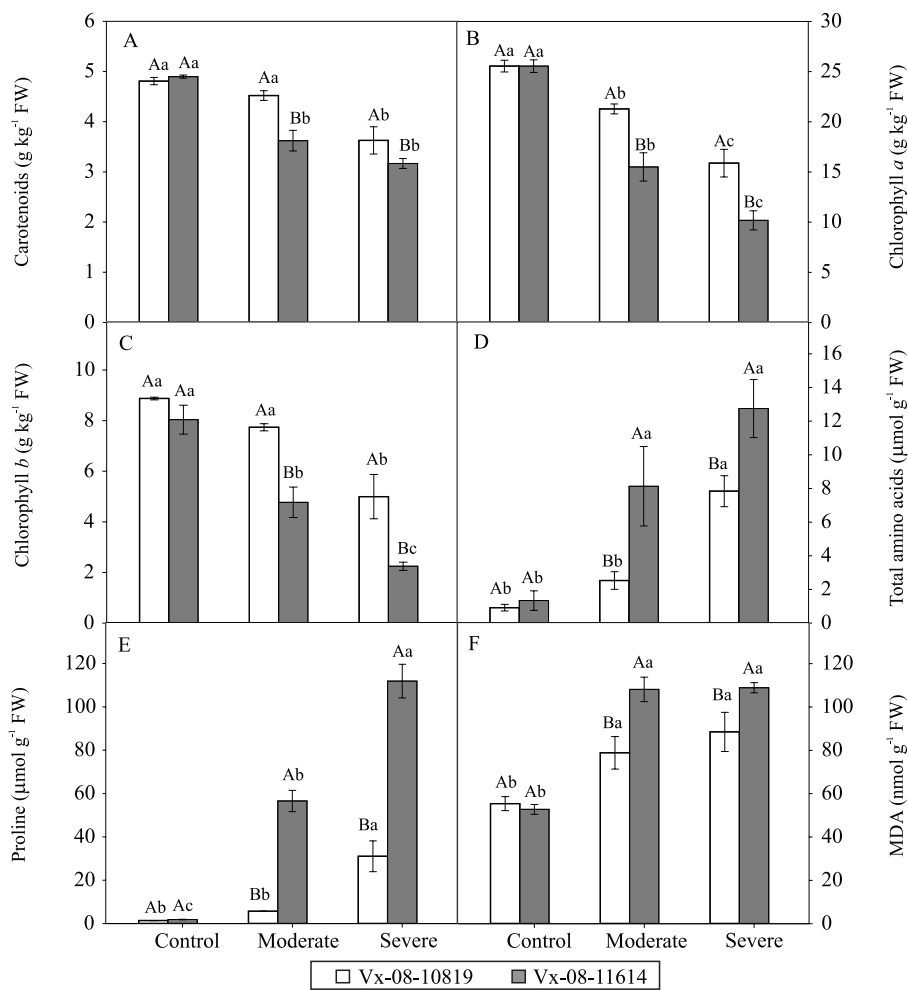 A
Carotenoids (g kg⁻¹ FW)
6
5
4
3
2
1
0
Aa Aa
Aa
Bb
Ab
Bb
B
Chlorophyll a (g kg⁻¹ FW)
30
25
20
15
10
5
0
Aa Aa
Ab
Bb
Ac
Bc
C
Chlorophyll b (g kg⁻¹ FW)
10
8
6
4
2
0
Aa Aa
Aa
Bb
Ab
Bc
D
Total amino acids (µmol g⁻¹ FW)
16
14
12
10
8
6
4
2
0
Ab Ab
Bb
Aa
Ba
Aa
E
Proline (µmol g⁻¹ FW)
120
100
80
60
40
20
0
Ab Ac
Bb
Ab
Ba
Aa
Control Moderate Severe
F
MDA (nmol g⁻¹ FW)
120
100
80
60
40
20
0
Ab Ab
Ba
Aa
Ba
Aa
Control Moderate Severe
Vx-08-10819 Vx-08-11614